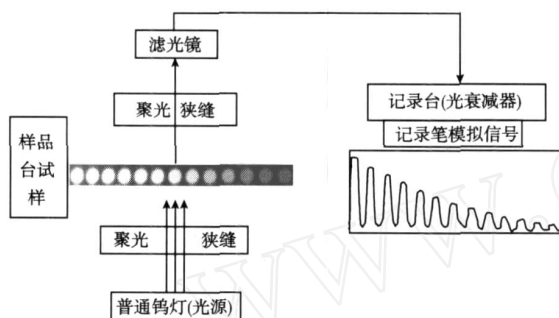 滤光镜
聚光 狭缝
样品
台试
样
聚光 狭缝
普通钨灯(光源)
记录台(光衰减器)
记录笔模拟信号
www.